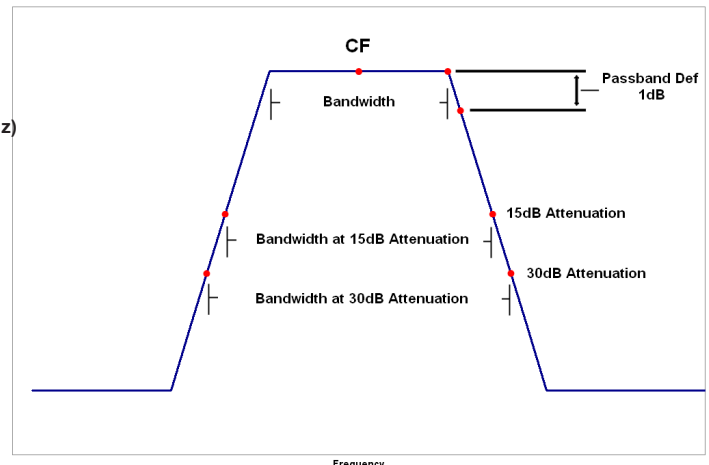 CF
Passband Def
1dB
Bandwidth
z)
15dB Attenuation
Bandwidth at 15dB Attenuation
30dB Attenuation
Bandwidth at 30dB Attenuation
Frequency